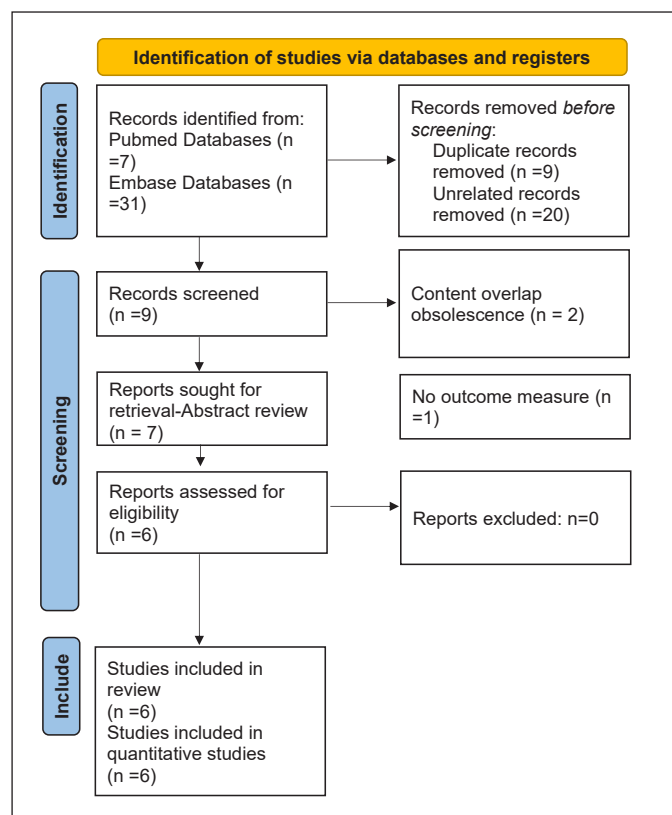 Identification of studies via databases and registers
Identification
Records identified from:
Pubmed Databases (n
=7)
Embase Databases (n
=31)
Records removed before
screening:
Duplicate records
removed (n =9)
Unrelated records
removed (n =20)
Screening
Records screened
(n =9)
Content overlap
obsolescence (n = 2)
Reports sought for
retrieval-Abstract review
(n = 7)
No outcome measure (n
=1)
Reports assessed for
eligibility
(n =6)
Reports excluded: n=0
Include
Studies included in
review
(n =6)
Studies included in
quantitative studies
(n =6)